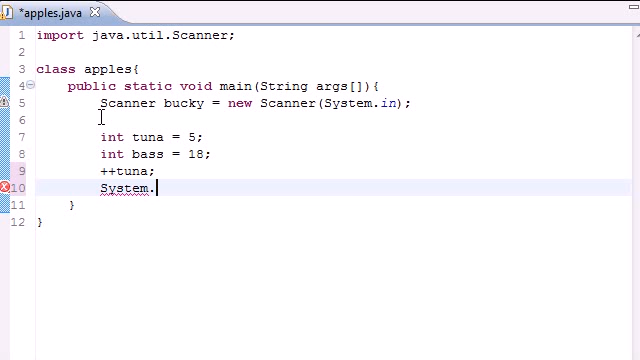 *apples.java
1 import java.util.Scanner;
2
3 class apples{
4 public static void main(String args[]){
5 Scanner bucky = new Scanner(System.in);
6
7 int tuna = 5;
8 int bass = 18;
9 ++tuna;
10 System.
11 }
12 }